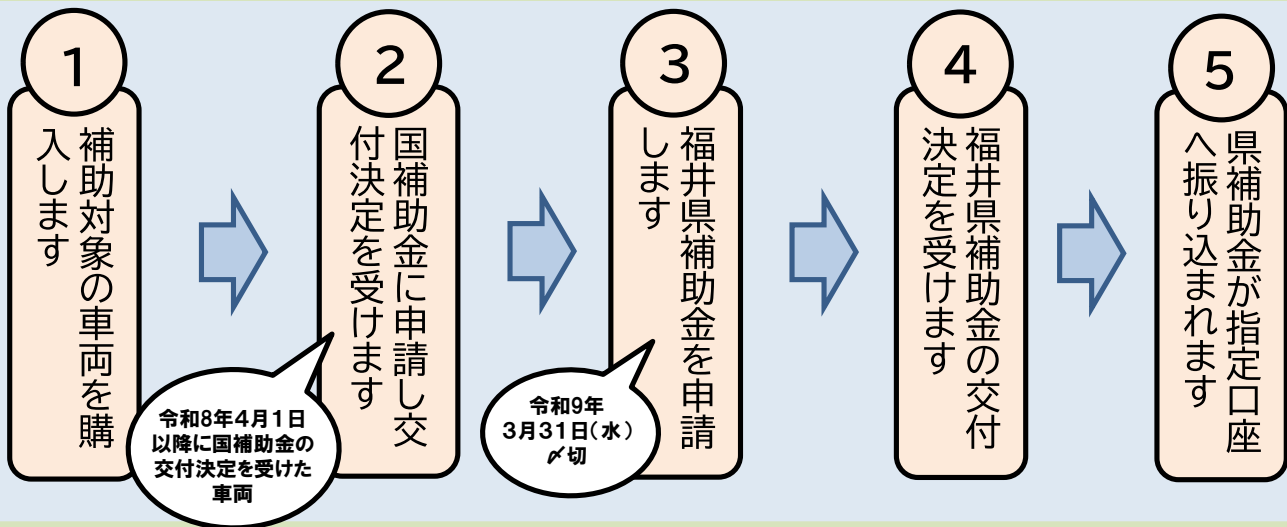 1
補助対象の車両を購
入します
2
国補助金に申請し交
付決定を受けます
令和8年4月1日
以降に国補助金の
交付決定を受けた
車両
3
福井県補助金を申請
します
令和9年
3月31日(水)
〆切
4
福井県補助金の交付
決定を受けます
5
県補助金が指定口座
へ振り込まれます